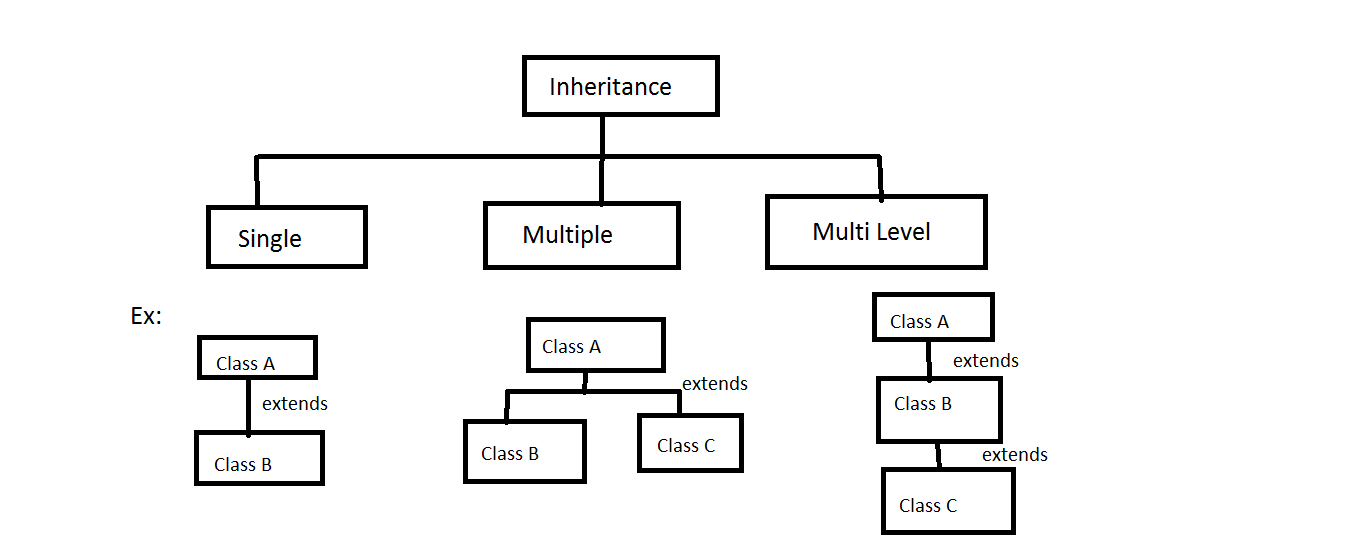 Inheritance
Single
Multiple
Multi Level
Ex:
Class A
extends
Class B
Class A
extends
Class B
Class C
Class A
extends
Class B
extends
Class C